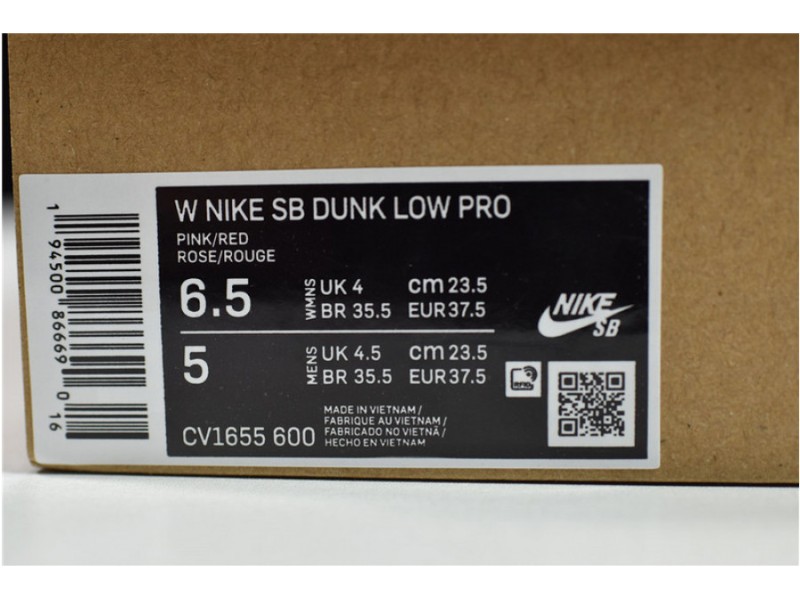 W NIKE SB DUNK LOW PRO
PINK/RED
ROSE/ROUGE
6.5 WMNS UK 4 cm 23.5
BR 35.5 EUR 37.5
5 MENS UK 4.5 cm 23.5
BR 35.5 EUR 37.5
CV1655 600
MADE IN VIETNAM /
FABRIQUE AU VIETNAM /
FABRICADO NO VIETNÃ /
HECHO EN VIETNAM
NIKE
SB
RFID
1 94500 86669 0 16